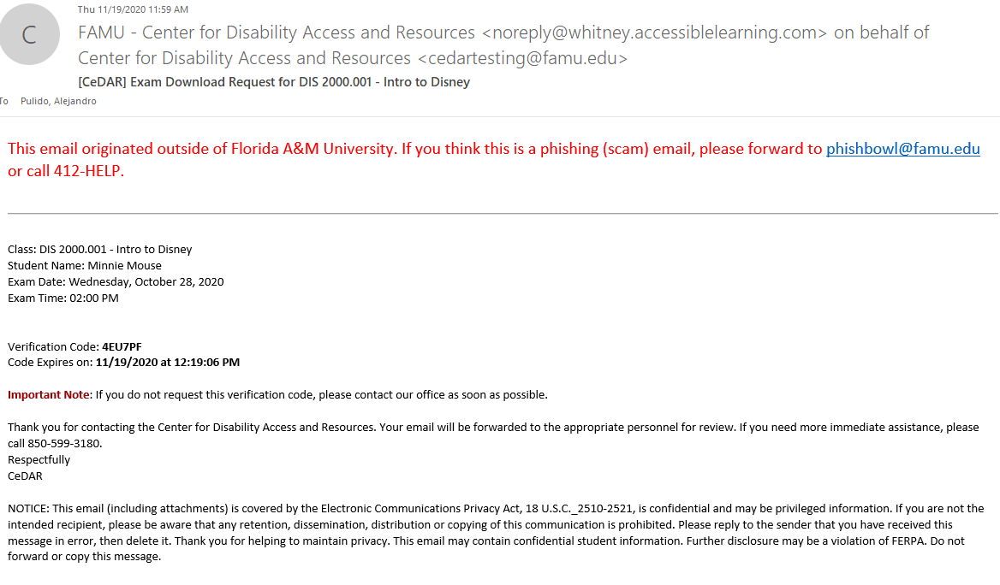 C
Thu 11/19/2020 11:59 AM
FAMU - Center for Disability Access and Resources <noreply@whitney.accessiblelearning.com> on behalf of
Center for Disability Access and Resources <cedartesting@famu.edu>
[CeDAR] Exam Download Request for DIS 2000.001 - Intro to Disney
To Pulido, Alejandro
This email originated outside of Florida A&M University. If you think this is a phishing (scam) email, please forward to phishbowl@famu.edu
or call 412-HELP.
Class: DIS 2000.001 - Intro to Disney
Student Name: Minnie Mouse
Exam Date: Wednesday, October 28, 2020
Exam Time: 02:00 PM
Verification Code: 4EU7PF
Code Expires on: 11/19/2020 at 12:19:06 PM
Important Note: If you do not request this verification code, please contact our office as soon as possible.
Thank you for contacting the Center for Disability Access and Resources. Your email will be forwarded to the appropriate personnel for review. If you need more immediate assistance, please
call 850-599-3180.
Respectfully
CeDAR
NOTICE: This email (including attachments) is covered by the Electronic Communications Privacy Act, 18 U.S.C._2510-2521, is confidential and may be privileged information. If you are not the
intended recipient, please be aware that any retention, dissemination, distribution or copying of this communication is prohibited. Please reply to the sender that you have received this
message in error, then delete it. Thank you for helping to maintain privacy. This email may contain confidential student information. Further disclosure may be a violation of FERPA. Do not
forward or copy this message.